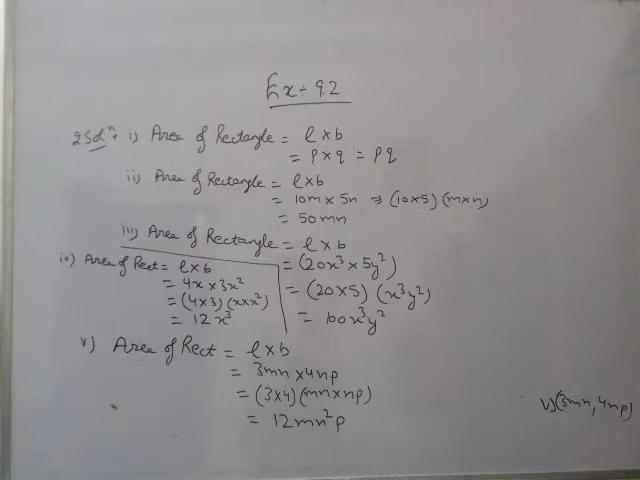 Ex ÷ 9.2
2 Solⁿ: i) Area of Rectangle = l × b
= p × q = pq
ii) Area of Rectangle = l × b
= 10m × 5n ⇒ (10×5) (m×n)
= 50mn
iii) Area of Rectangle = l × b
= (20x³ × 5y²)
= (20×5) (x³y²)
= 100x³y²
iv) Area of Rect = l × b
= 4x × 3x²
= (4×3) (x×x²)
= 12x³
v) Area of Rect = l × b
= 3mn × 4np
= (3×4) (mn×np)
= 12mn²p
v) (3mn, 4np)